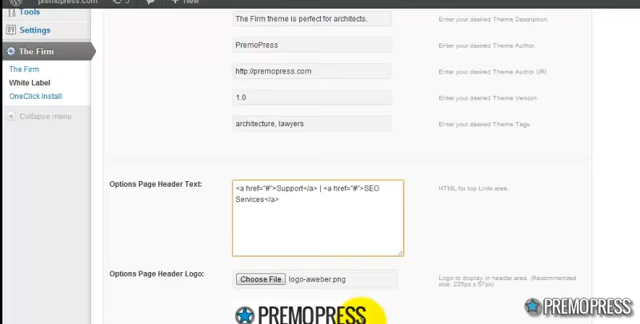 premopress.com 5 + New
Tools
Settings
The Firm
The Firm
White Label
OneClick Install
Collapse menu
The Firm theme is perfect for architects.
Enter your desired Theme Description.
PremoPress
Enter your desired Theme Author.
http://premopress.com
Enter your desired Theme Author URI.
1.0
Enter your desired Theme Version.
architecture, lawyers
Enter your desired Theme Tags.
Options Page Header Text:
<a href="#">Support</a> | <a href="#">SEO
Services</a>
HTML for top Links area.
Options Page Header Logo:
Choose File logo-aweber.png
Logo to display in header area. (Recommended
size: 225px x 57px)
PREMOPRESS
PREMOPRESS